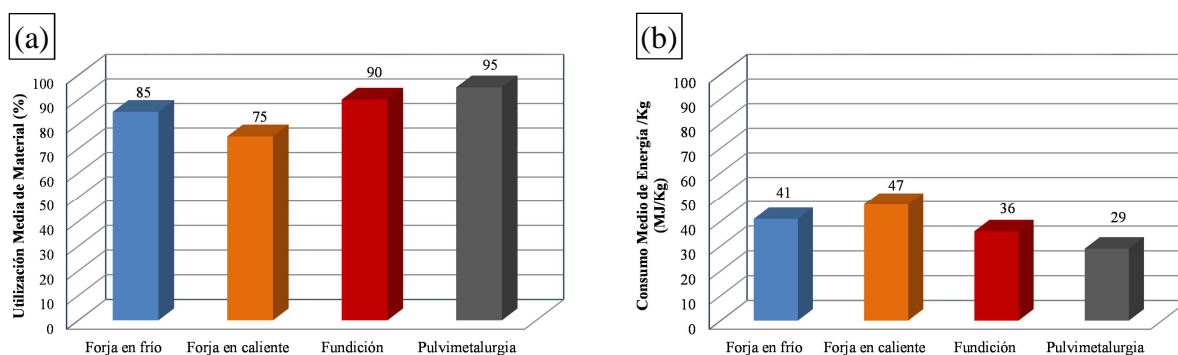 (a)
Utilización Media de Material (%)
100
90
80
70
60
50
40
30
20
10
0
85
75
90
95
Forja en frío
Forja en caliente
Fundición
Pulvimetalurgia
(b)
Consumo Medio de Energía /Kg
(MJ/Kg)
100
90
80
70
60
50
40
30
20
10
0
41
47
36
29
Forja en frío
Forja en caliente
Fundición
Pulvimetalurgia